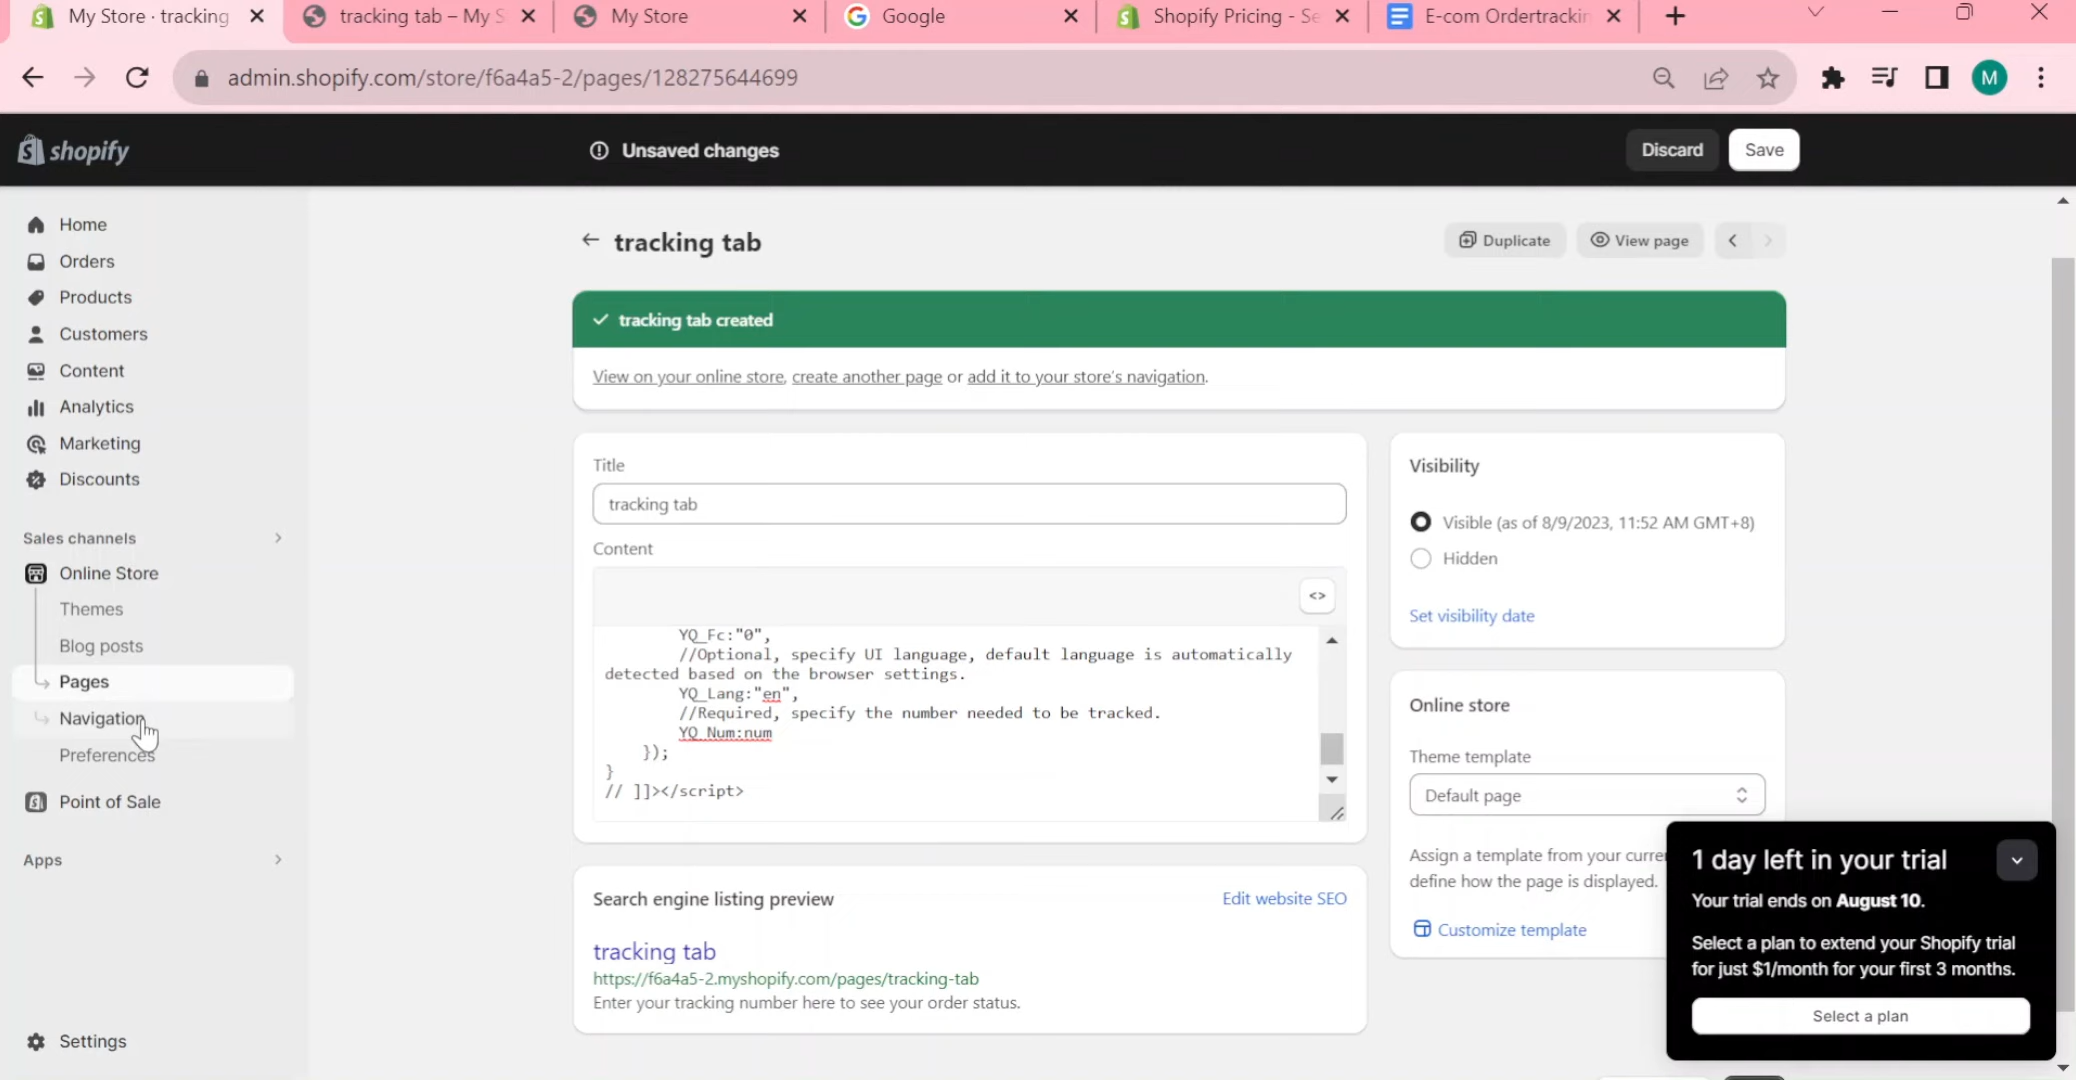 My Store · tracking
tracking tab – My S
My Store
Google
Shopify Pricing - Se
E-com Ordertrackin
admin.shopify.com/store/f6a4a5-2/pages/128275644699
M
shopify
Unsaved changes
Discard
Save
Home
Orders
Products
Customers
Content
Analytics
Marketing
Discounts
Sales channels
Online Store
Themes
Blog posts
Pages
Navigation
Preferences
Point of Sale
Apps
Settings
tracking tab
Duplicate
View page
tracking tab created
View on your online store, create another page or add it to your store's navigation.
Title
tracking tab
Content
<>
YQ_Fc:"0",
//Optional, specify UI language, default language is automatically
detected based on the browser settings.
YQ_Lang:"en",
//Required, specify the number needed to be tracked.
YQ_Num:num
});
}
// ]]></script>
Search engine listing preview
Edit website SEO
tracking tab
https://f6a4a5-2.myshopify.com/pages/tracking-tab
Enter your tracking number here to see your order status.
Visibility
Visible (as of 8/9/2023, 11:52 AM GMT+8)
Hidden
Set visibility date
Online store
Theme template
Default page
Assign a template from your curre
define how the page is displayed.
Customize template
1 day left in your trial
Your trial ends on August 10.
Select a plan to extend your Shopify trial
for just $1/month for your first 3 months.
Select a plan